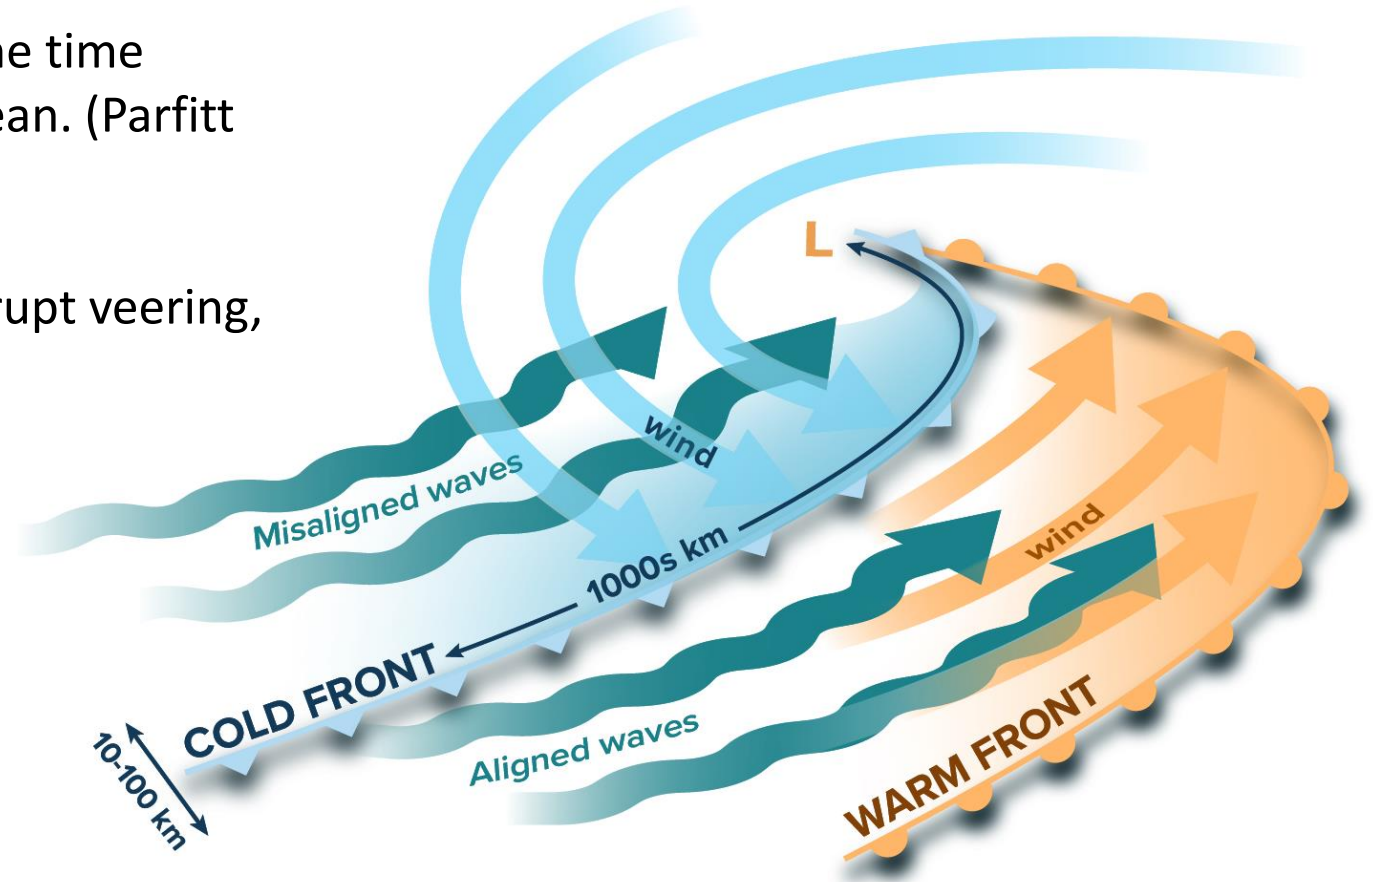 ne time
ean. (Parfitt
rupt veering,
L
wind
Misaligned waves
1000s km
wind
COLD FRONT
10-100 km
Aligned waves
WARM FRONT